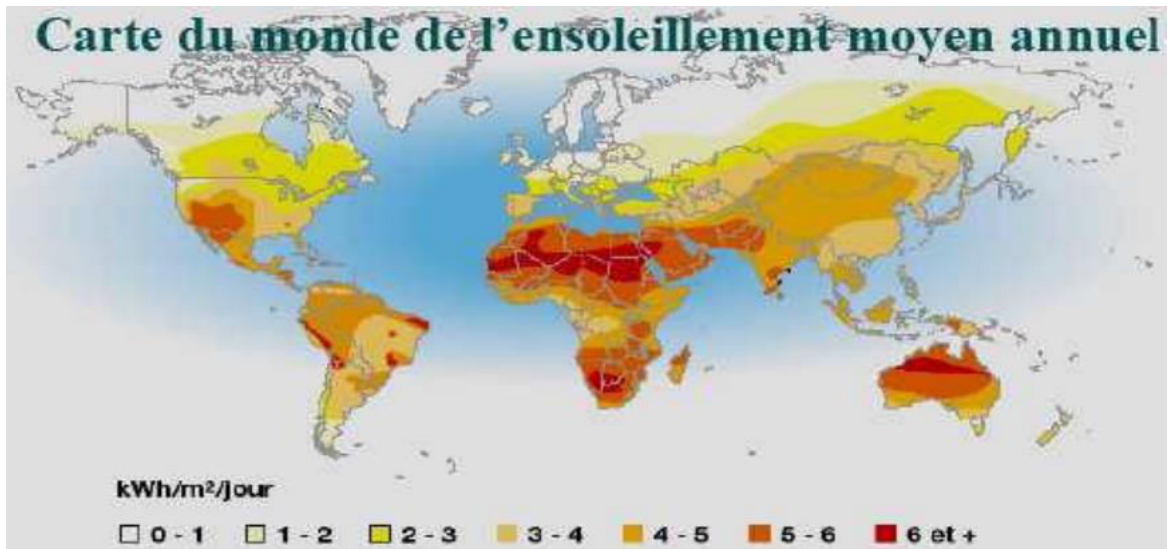 Carte du monde de l'ensoleillement moyen annuel
kWh/m²/jour
0 - 1 1 - 2 2 - 3 3 - 4 4 - 5 5 - 6 6 et +